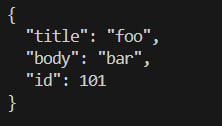 {
  "title": "foo",
  "body": "bar",
  "id": 101
}